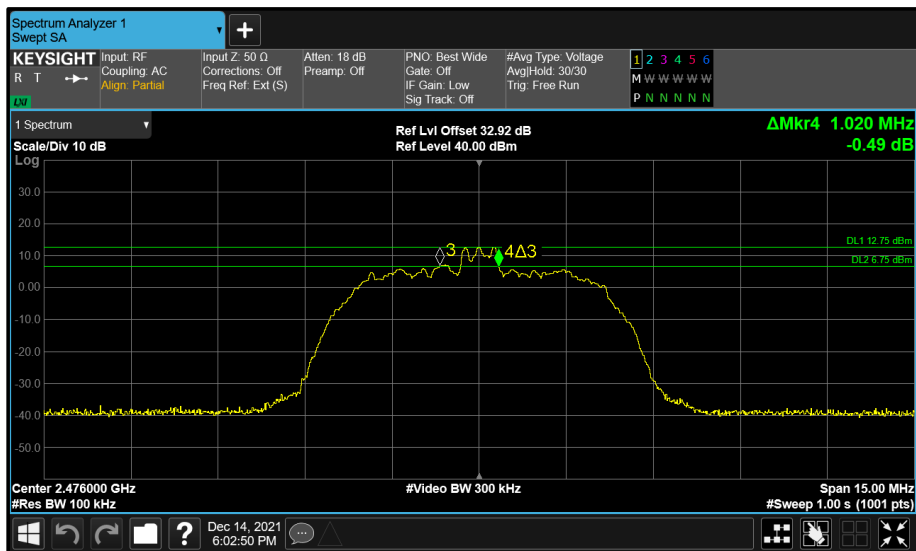 Spectrum Analyzer 1
Swept SA
▼
+
KEYSIGHT
R T
LXI
Input: RF
Coupling: AC
Align: Partial
Input Z: 50 Ω
Corrections: Off
Freq Ref: Ext (S)
Atten: 18 dB
Preamp: Off
PNO: Best Wide
Gate: Off
IF Gain: Low
Sig Track: Off
#Avg Type: Voltage
Avg|Hold: 30/30
Trig: Free Run
1 2 3 4 5 6
M W W W W W
P N N N N N
1 Spectrum ▼
Scale/Div 10 dB
Ref Lvl Offset 32.92 dB
Ref Level 40.00 dBm
ΔMkr4 1.020 MHz
-0.49 dB
Log
30.0
20.0
10.0
0.00
-10.0
-20.0
-30.0
-40.0
-50.0
3
4Δ3
DL1 12.75 dBm
DL2 6.75 dBm
Center 2.476000 GHz
#Res BW 100 kHz
#Video BW 300 kHz
Span 15.00 MHz
#Sweep 1.00 s (1001 pts)
?
Dec 14, 2021
6:02:50 PM